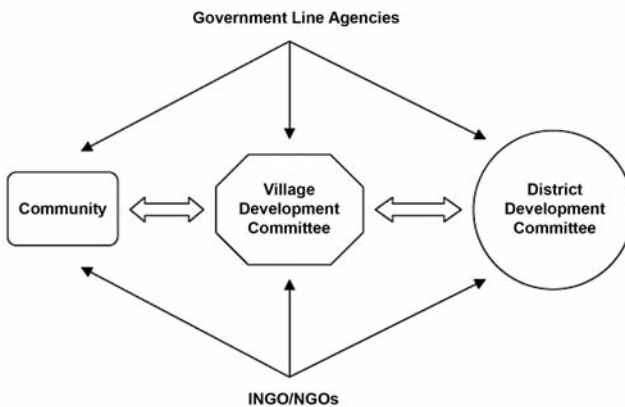 Government Line Agencies
Community
Village
Development
Committee
District
Development
Committee
INGO/NGOs